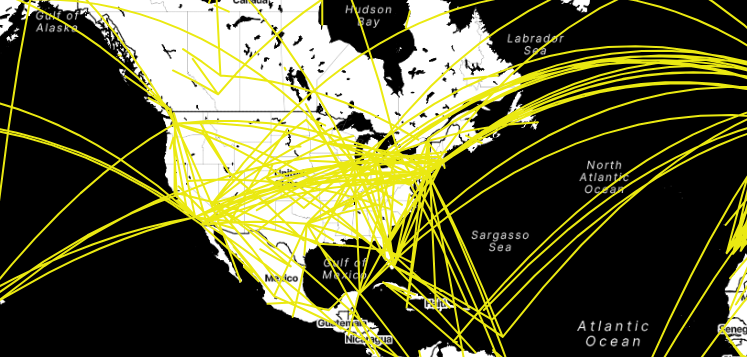 Canada
Hudson
Bay
Gulf of
Alaska
Labrador
Sea
North
Atlantic
Ocean
Sargasso
Sea
Gulf of
Mexico
Mexico
Haiti
Guatemala
Nicaragua
Atlantic
Ocean